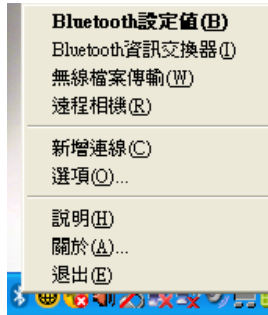 Bluetooth設定值(B)
Bluetooth資訊交換器(I)
無線檔案傳輸(W)
遠程相機(R)
新增連線(C)
選項(O)...
說明(H)
關於(A)...
退出(E)